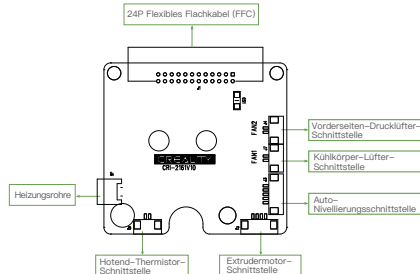 24P Flexibles Flachkabel (FFC)
FAN2
FAN1
CREALITY
CRI-2161V10
Vorderseiten-Drucklüfter-
Schnittstelle
Kühlkörper-Lüfter-
Schnittstelle
Auto-
Nivellierungsschnittstelle
Heizungsrohre
Hotend-Thermistor-
Schnittstelle
Extrudermotor-
Schnittstelle